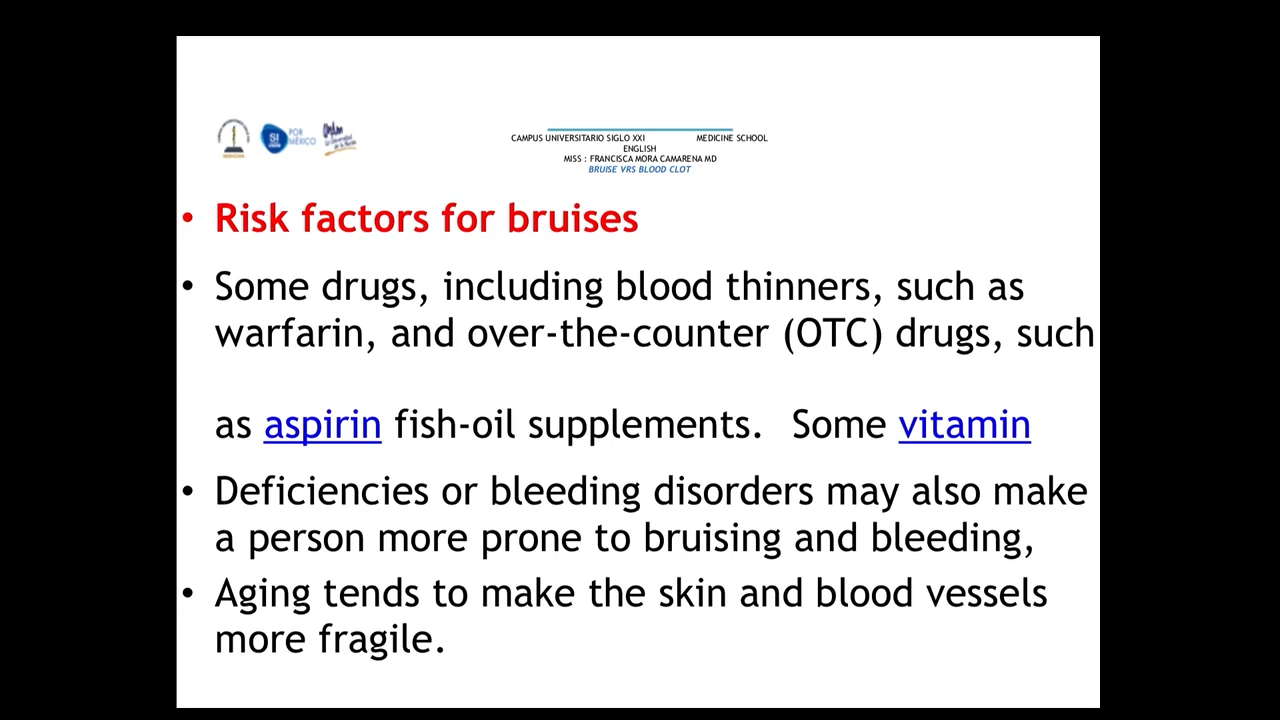 SI
POR
MÉXICO
CAMPUS UNIVERSITARIO SIGLO XXI MEDICINE SCHOOL
ENGLISH
MISS : FRANCISCA MORA CAMARENA MD
BRUISE VRS BLOOD CLOT
• Risk factors for bruises
• Some drugs, including blood thinners, such as
warfarin, and over-the-counter (OTC) drugs, such
as aspirin fish-oil supplements. Some vitamin
• Deficiencies or bleeding disorders may also make
a person more prone to bruising and bleeding,
• Aging tends to make the skin and blood vessels
more fragile.